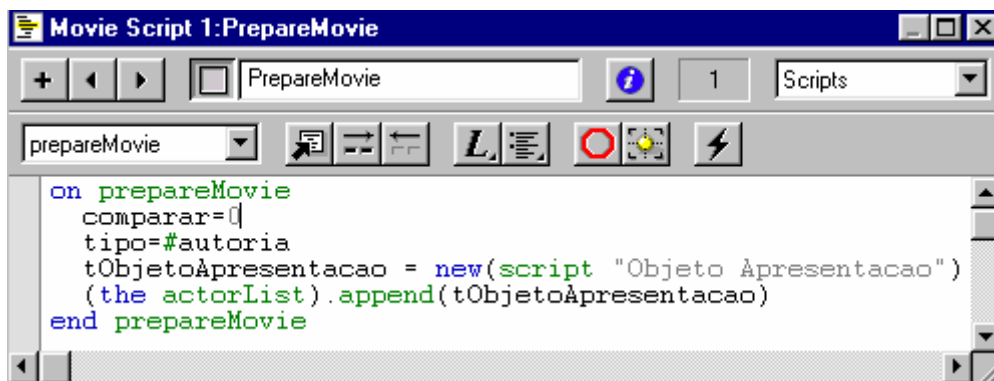 Movie Script 1:PrepareMovie
PrepareMovie 1 Scripts
prepareMovie L
on prepareMovie
comparar=0
tipo=#autoria
tObjetoApresentacao = new(script "Objeto Apresentacao")
(the actorList).append(tObjetoApresentacao)
end prepareMovie